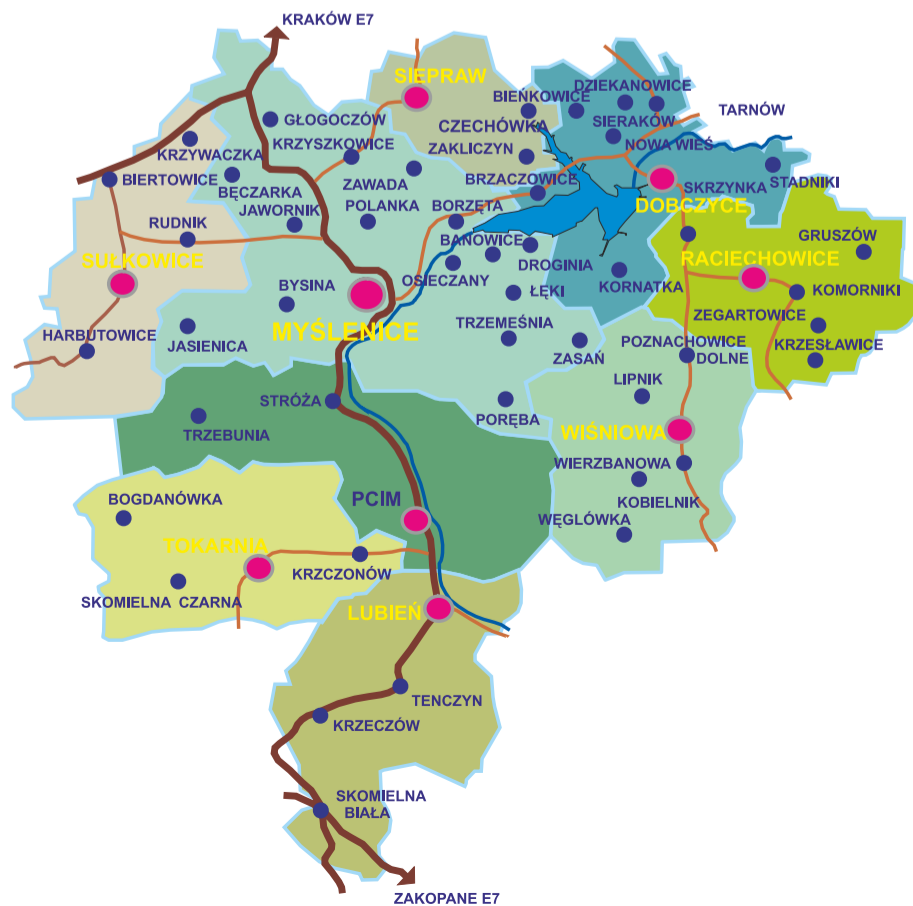 KRAKÓW E7
SIEPRAW
DZIEKANOWICE
BIEŃKOWICE
TARNÓW
GŁOGOCZÓW
SIERAKÓW
CZECHÓWKA
KRZYSZKOWICE
NOWA WIEŚ
ZAKLICZYN
KRZYWACZKA
BIERTOWICE
ZAWADA
BRZACZOWICE
SKRZYNKA
STADNIKI
BĘCZARKA
DOBCZYCE
JAWORNIK
POLANKA
BORZĘTA
RUDNIK
BANOWICE
GRUSZÓW
SUŁKOWICE
OSIECZANY
DROGINIA
RACIECHOWICE
BYSINA
ŁĘKI
KORNATKA
KOMORNIKI
MYŚLENICE
TRZEMEŚNIA
ZEGARTOWICE
HARBUTOWICE
JASIENICA
ZASAŃ
POZNACHOWICE
DOLNE
KRZESŁAWICE
LIPNIK
STRÓŻA
TRZEBUNIA
PORĘBA
WIŚNIOWA
WIERZBANOWA
BOGDANÓWKA
PCIM
KOBIELNIK
WĘGLÓWKA
TOKARNIA
KRZCZONÓW
SKOMIELNA CZARNA
LUBIEŃ
TENCZYN
KRZECZÓW
SKOMIELNA
BIAŁA
ZAKOPANE E7